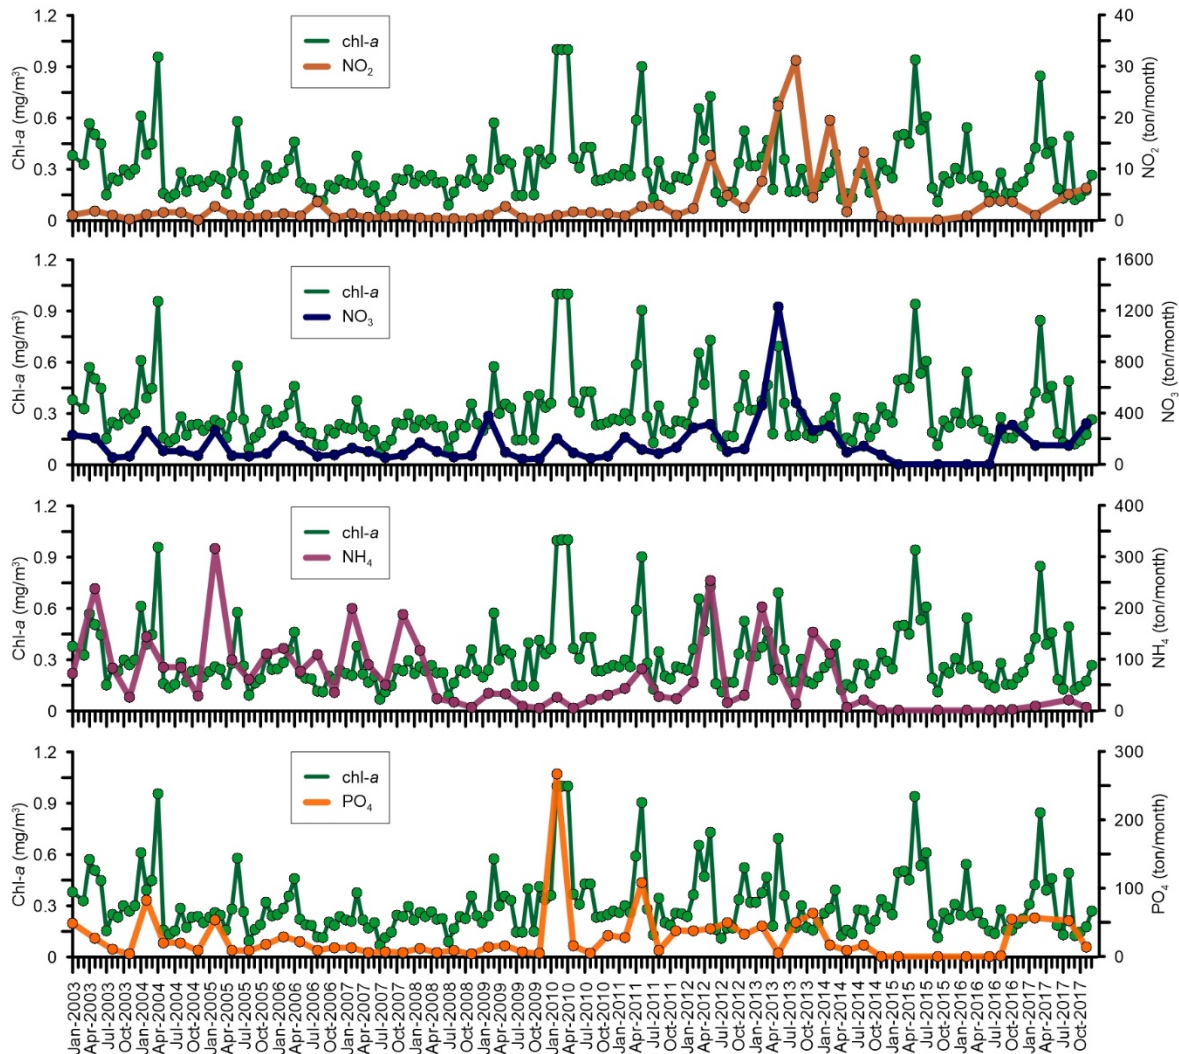 1.2
0.9
0.6
0.3
0
Chl-a (mg/m³)
chl-a
NO₂
40
30
20
10
0
NO₂ (ton/month)
1.2
0.9
0.6
0.3
0
Chl-a (mg/m³)
chl-a
NO₃
1600
1200
800
400
0
NO₃ (ton/month)
1.2
0.9
0.6
0.3
0
Chl-a (mg/m³)
chl-a
NH₄
400
300
200
100
0
NH₄ (ton/month)
1.2
0.9
0.6
0.3
0
Chl-a (mg/m³)
chl-a
PO₄
300
200
100
0
PO₄ (ton/month)
Jan-2003
Apr-2003
Jul-2003
Oct-2003
Jan-2004
Apr-2004
Jul-2004
Oct-2004
Jan-2005
Apr-2005
Jul-2005
Oct-2005
Jan-2006
Apr-2006
Jul-2006
Oct-2006
Jan-2007
Apr-2007
Jul-2007
Oct-2007
Jan-2008
Apr-2008
Jul-2008
Oct-2008
Jan-2009
Apr-2009
Jul-2009
Oct-2009
Jan-2010
Apr-2010
Jul-2010
Oct-2010
Jan-2011
Apr-2011
Jul-2011
Oct-2011
Jan-2012
Apr-2012
Jul-2012
Oct-2012
Jan-2013
Apr-2013
Jul-2013
Oct-2013
Jan-2014
Apr-2014
Jul-2014
Oct-2014
Jan-2015
Apr-2015
Jul-2015
Oct-2015
Jan-2016
Apr-2016
Jul-2016
Oct-2016
Jan-2017
Apr-2017
Jul-2017
Oct-2017